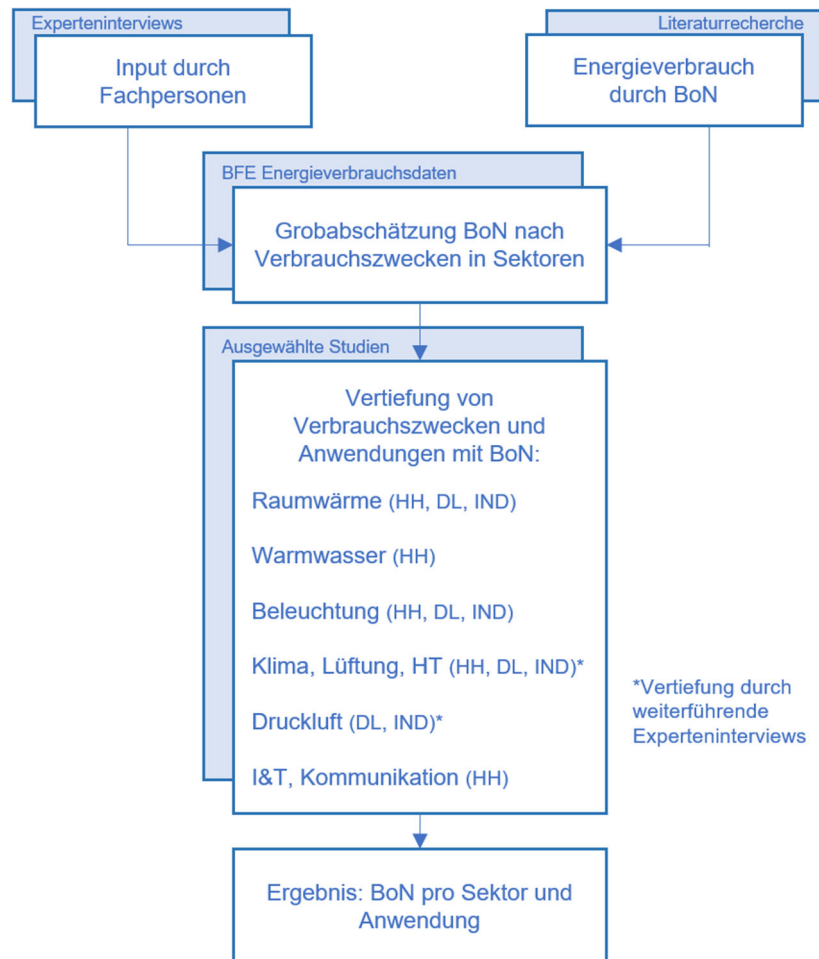 Experteninterviews
Input durch
Fachpersonen
Literaturrecherche
Energieverbrauch
durch BoN
BFE Energieverbrauchsdaten
Grobabschätzung BoN nach
Verbrauchszwecken in Sektoren
Ausgewählte Studien
Vertiefung von
Verbrauchszwecken und
Anwendungen mit BoN:
Raumwärme (HH, DL, IND)
Warmwasser (HH)
Beleuchtung (HH, DL, IND)
Klima, Lüftung, HT (HH, DL, IND)*
Druckluft (DL, IND)*
I&T, Kommunikation (HH)
*Vertiefung durch
weiterführende
Experteninterviews
Ergebnis: BoN pro Sektor und
Anwendung